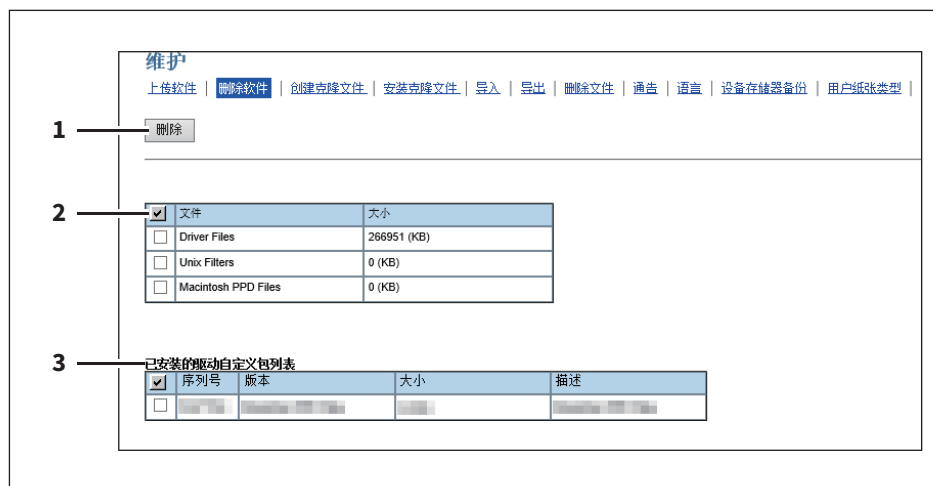 维护
上传软件 | 删除软件 | 创建克隆文件 | 安装克隆文件 | 导入 | 导出 | 删除文件 | 通告 | 语言 | 设备存储器备份 | 用户纸张类型 |
1 删除
2 文件 大小
Driver Files 266951 (KB)
Unix Filters 0 (KB)
Macintosh PPD Files 0 (KB)
3 已安装的驱动自定义包列表
序列号 版本 大小 描述